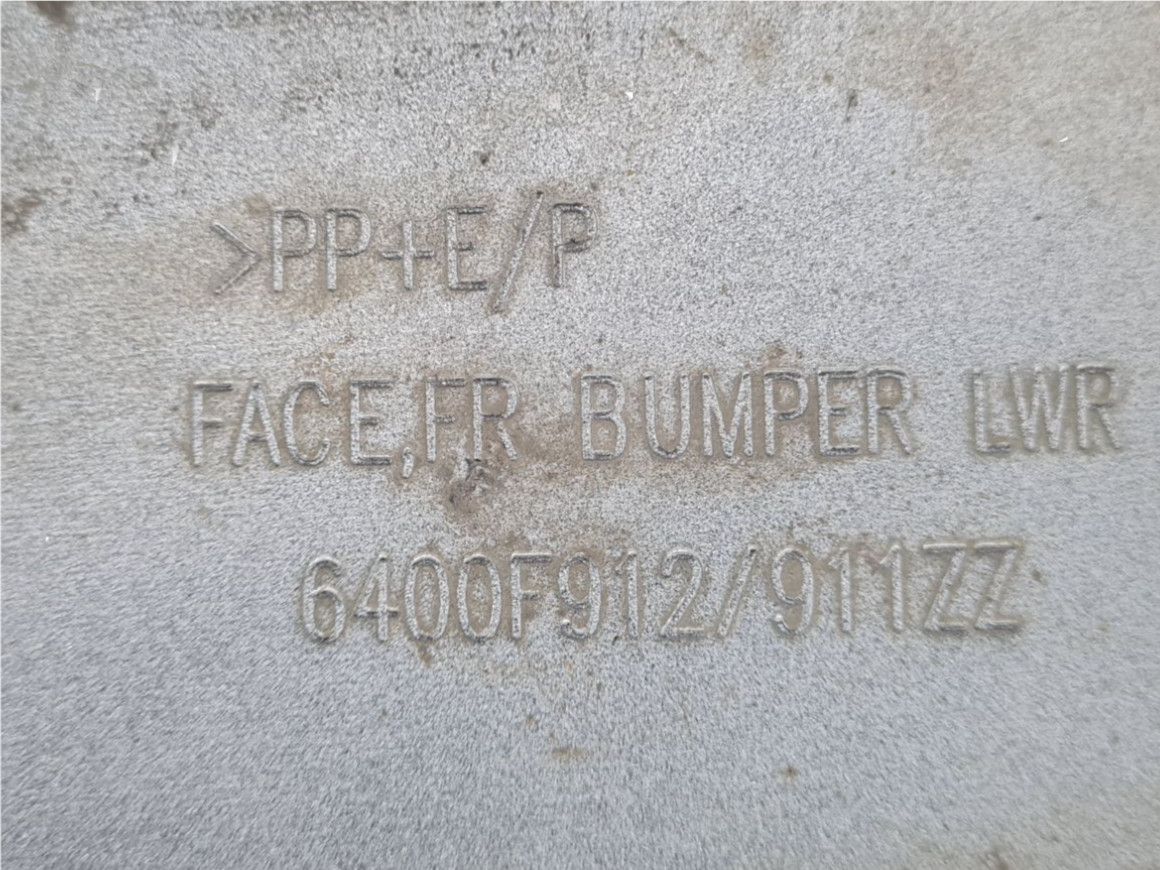 >PP+E/P
FACE,FR BUMPER LWR
6400F912/911ZZ